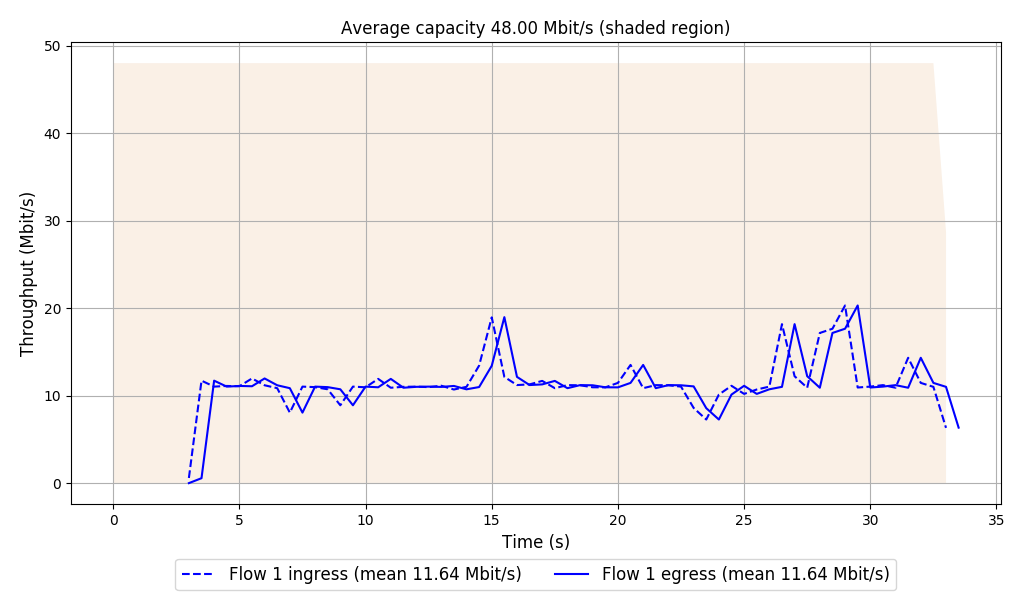 Average capacity 48.00 Mbit/s (shaded region)
Throughput (Mbit/s)
50
40
30
20
10
0
0 5 10 15 20 25 30 35
Time (s)
Flow 1 ingress (mean 11.64 Mbit/s) Flow 1 egress (mean 11.64 Mbit/s)